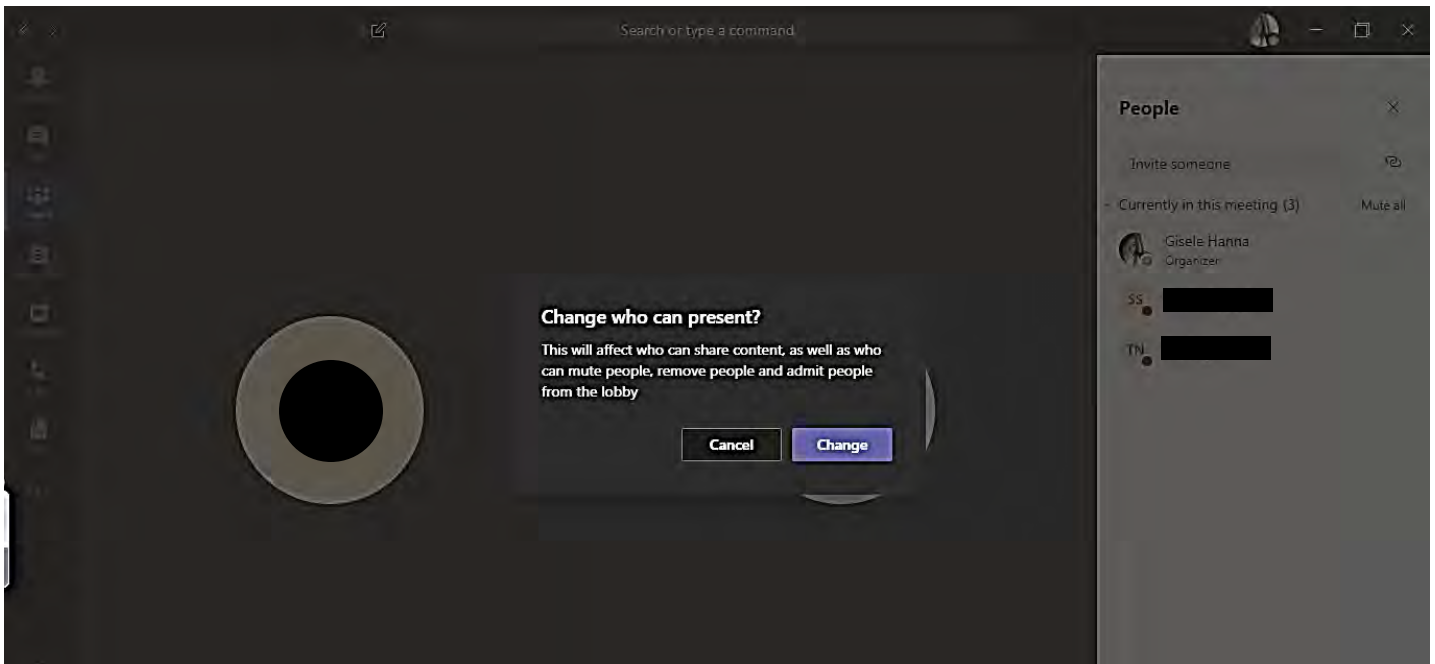 Search or type a command
People
Invite someone
Currently in this meeting (3) Mute all
Gisele Hanna
Organizer
SS
TN
Change who can present?
This will affect who can share content, as well as who
can mute people, remove people and admit people
from the lobby
Cancel Change